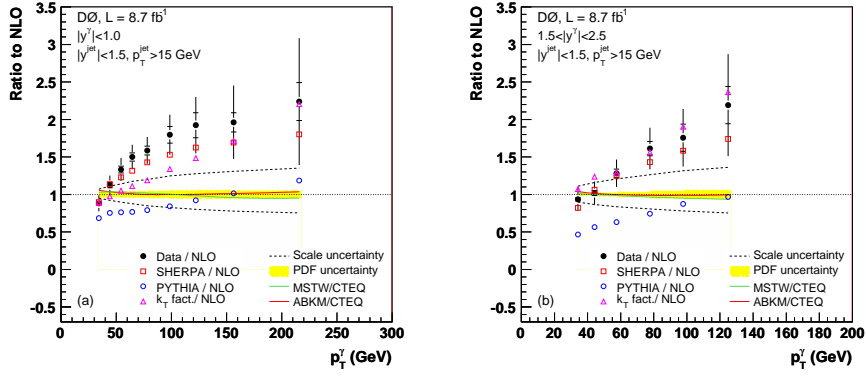 Ratio to NLO
DØ, L = 8.7 fb⁻¹
|y^γ|<1.0
|y^jet|<1.5, p_T^jet>15 GeV
3
2.5
2
1.5
1
0.5
0
-0.5
Data / NLO
SHERPA / NLO
PYTHIA / NLO
k_T fact./ NLO
Scale uncertainty
PDF uncertainty
MSTW/CTEQ
ABKM/CTEQ
(a)
0 50 100 150 200 250 300
p_T^γ (GeV)
Ratio to NLO
DØ, L = 8.7 fb⁻¹
1.5<|y^γ|<2.5
|y^jet|<1.5, p_T^jet>15 GeV
3
2.5
2
1.5
1
0.5
0
-0.5
Data / NLO
SHERPA / NLO
PYTHIA / NLO
k_T fact./ NLO
Scale uncertainty
PDF uncertainty
MSTW/CTEQ
ABKM/CTEQ
(b)
0 20 40 60 80 100 120 140 160 180 200
p_T^γ (GeV)